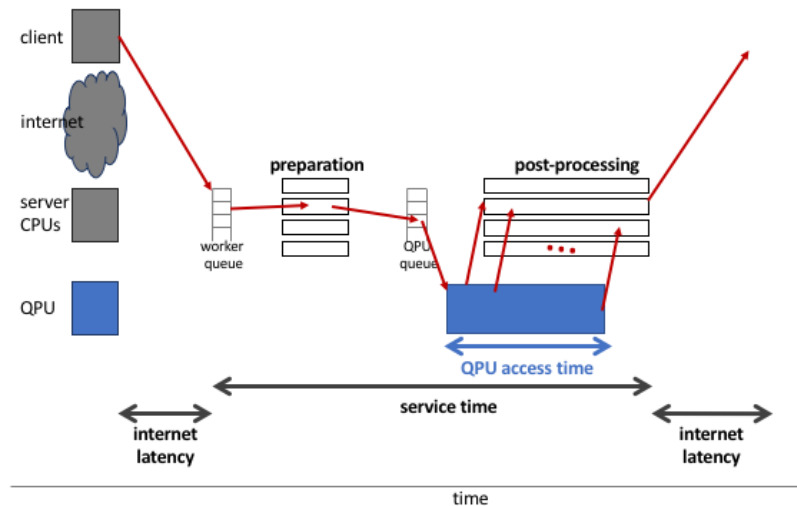 client
internet
preparation
post-processing
server
CPUs
worker
queue
QPU
queue
QPU
QPU access time
service time
internet
latency
internet
latency
time